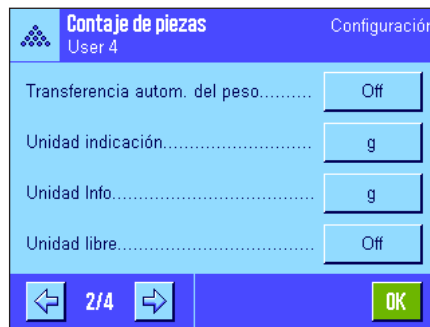 Contaje de piezas
Configuración
User 4
Transferencia autom. del peso.......... Off
Unidad indicación............................ g
Unidad Info..................................... g
Unidad libre..................................... Off
2/4
OK